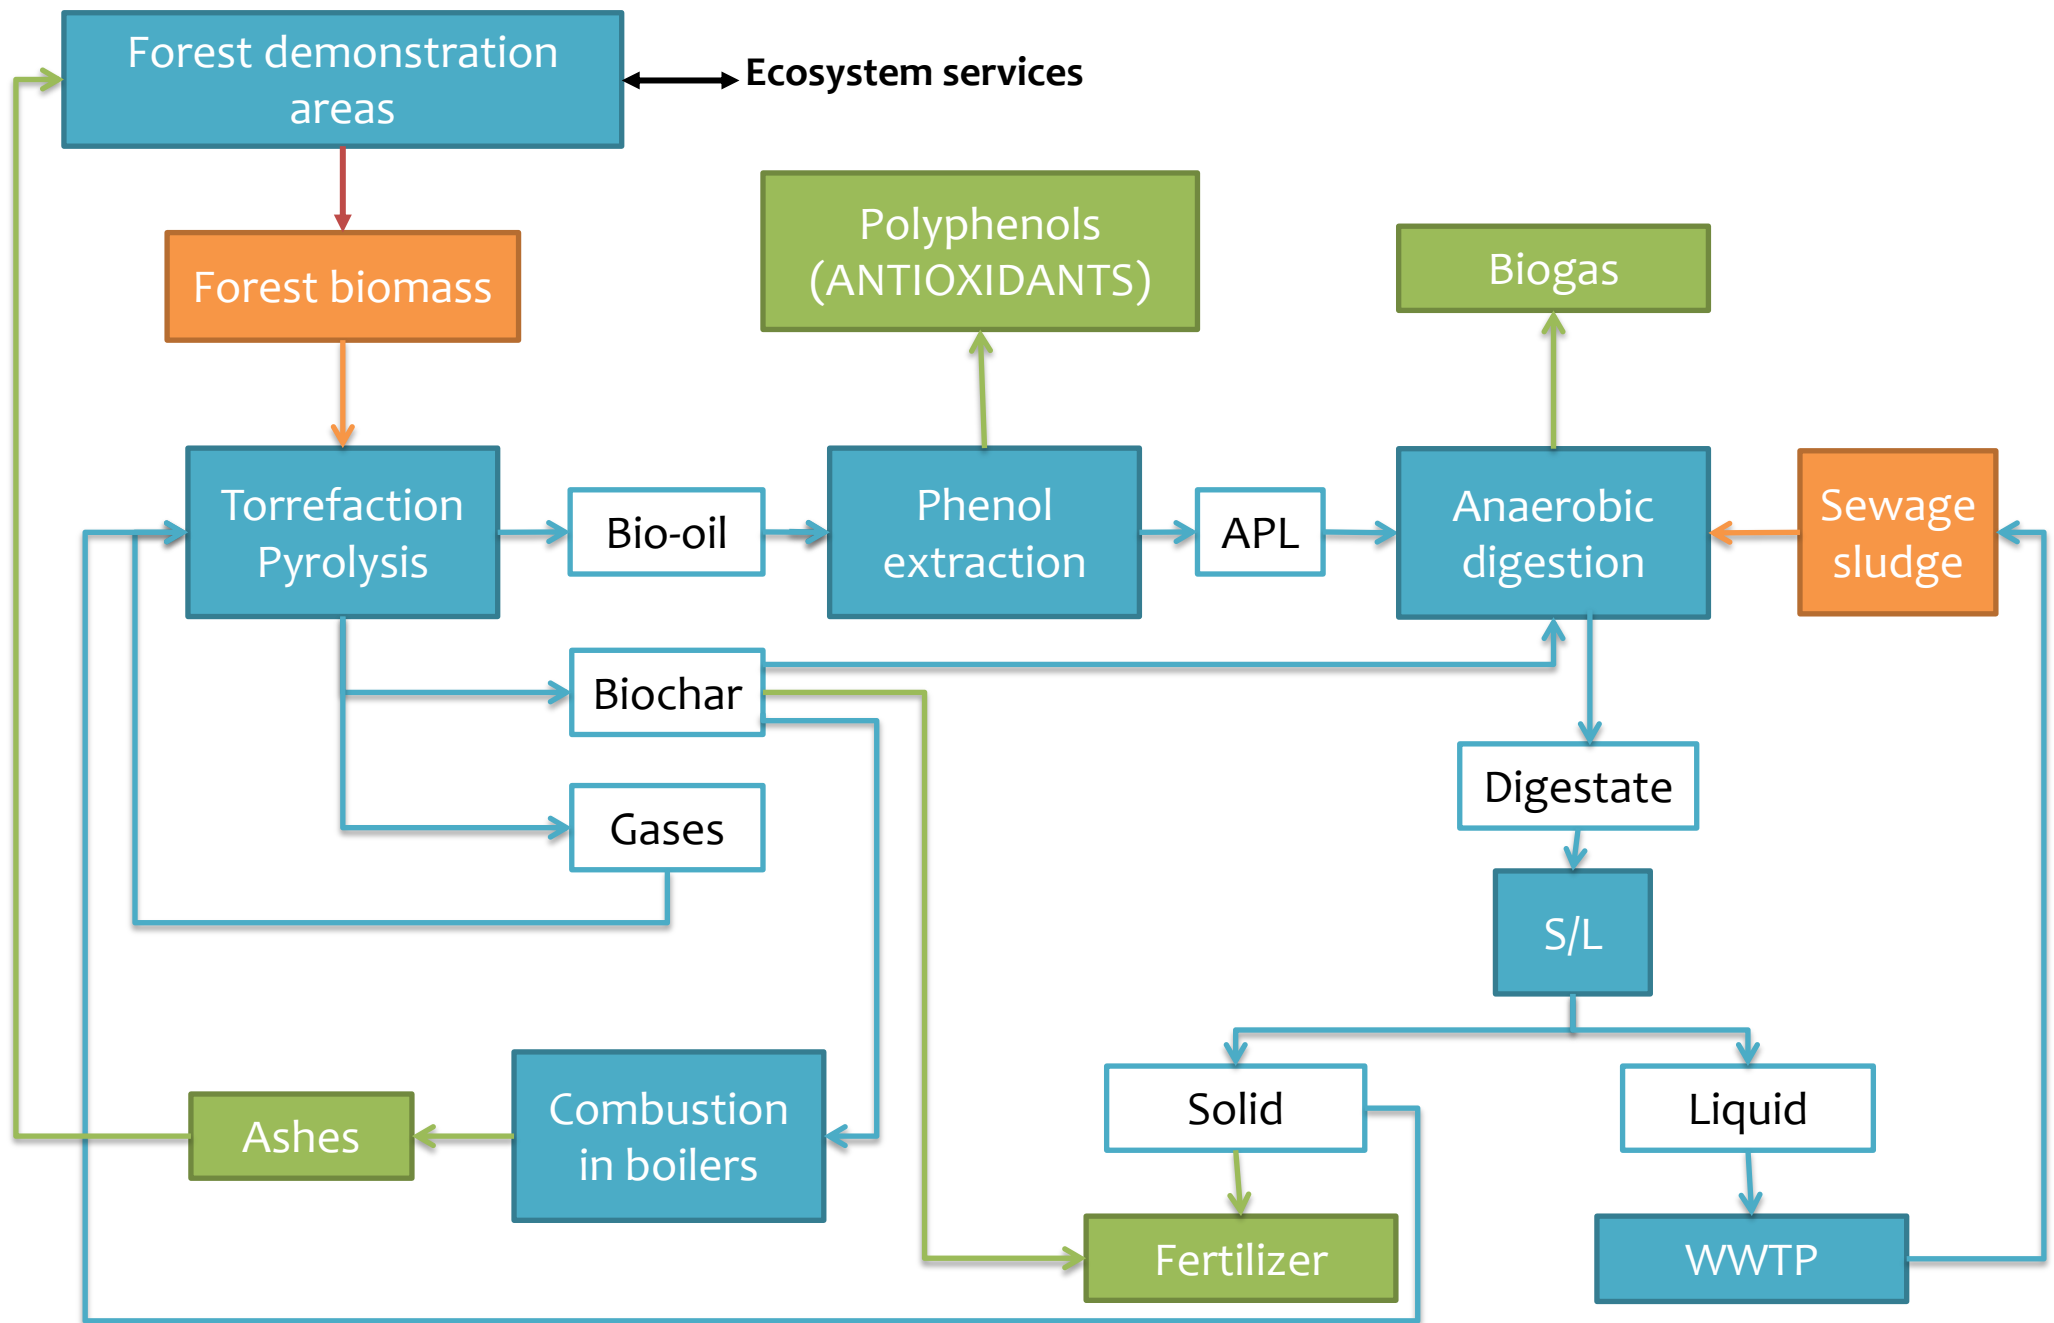 Forest demonstration
areas
Ecosystem services
Polyphenols
(ANTIOXIDANTS)
Biogas
Forest biomass
Torrefaction
Pyrolysis
Bio-oil
Phenol
extraction
APL
Anaerobic
digestion
Sewage
sludge
Biochar
Gases
Digestate
S/L
Solid
Liquid
Combustion
in boilers
Ashes
Fertilizer
WWTP